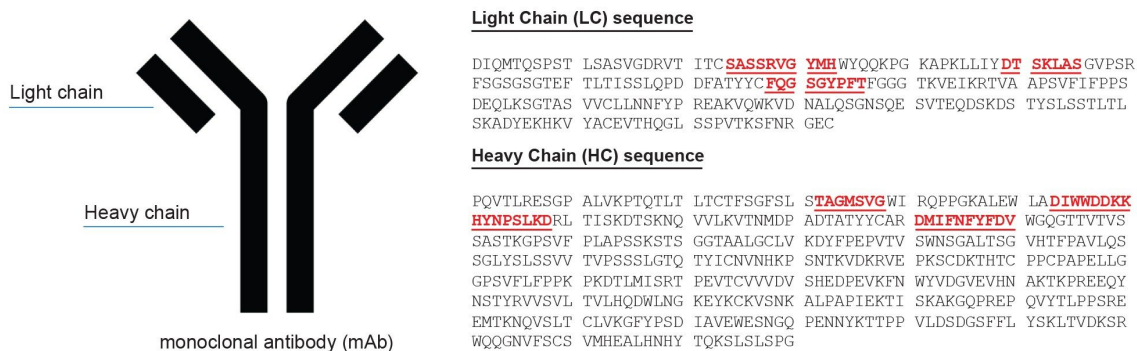 Light chain
Heavy chain
monoclonal antibody (mAb)
Light Chain (LC) sequence
DIQMTQSPST LSASVGDRVT ITCSASSRVG YMHWYQQKPG KAPKLLIYDT SKLASGVPSR
FSGSGSGTEF TLTISSLQPD DFATYYCFQG SGYPFTFGGG TKVEIKRTVA APSVFIFPPS
DEQLKSGTAS VVCLLNNFYP REAKVQWKVD NALQSGNSQE SVTEQDSKDS TYSLSSTLTL
SKADYEKHKV YACEVTHQGL SSPVTKSFNR GEC
Heavy Chain (HC) sequence
PQVTLRESGP ALVKPTQTLT LTCTFSGFSL STAGMSVGWI RQPPGKALEW LADIWWDDKK
HYNPSLKDRL TISKDTSKNQ VVLKVTNMDP ADTATYYCAR DMIFNFYFDV WGQGTTVTVS
SASTKGPSVF PLAPSSKSTS GGTAALGCLV KDYFPEPVTV SWNSGALTSG VHTFPAVLQS
SGLYSLSSVV TVPSSSLGTQ TYICNVNHKP SNTKVDKRVE PKSCDKTHTC PPCPAPELLG
GPSVFLFPPK PKDTLMISRT PEVTCVVVDV SHEDPEVKFN WYVDGVEVHN AKTKPREEQY
NSTYRVVSVL TVLHQDWLNG KEYKCKVSNK ALPAPIEKTI SKAKGQPREP QVYTLPPSRE
EMTKNQVSLT CLVKGFYPSD IAVEWESNGQ PENNYKTTPP VLDSDGSFFL YSKLTVDKSR
WQQGNVFSCS VMHEALHNHY TQKSLSLSPG